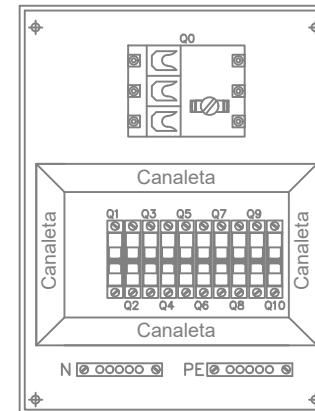 Q0
Canaleta
Canaleta
Canaleta
Q1 Q3 Q5 Q7 Q9
Q2 Q4 Q6 Q8 Q10
Canaleta
N PE